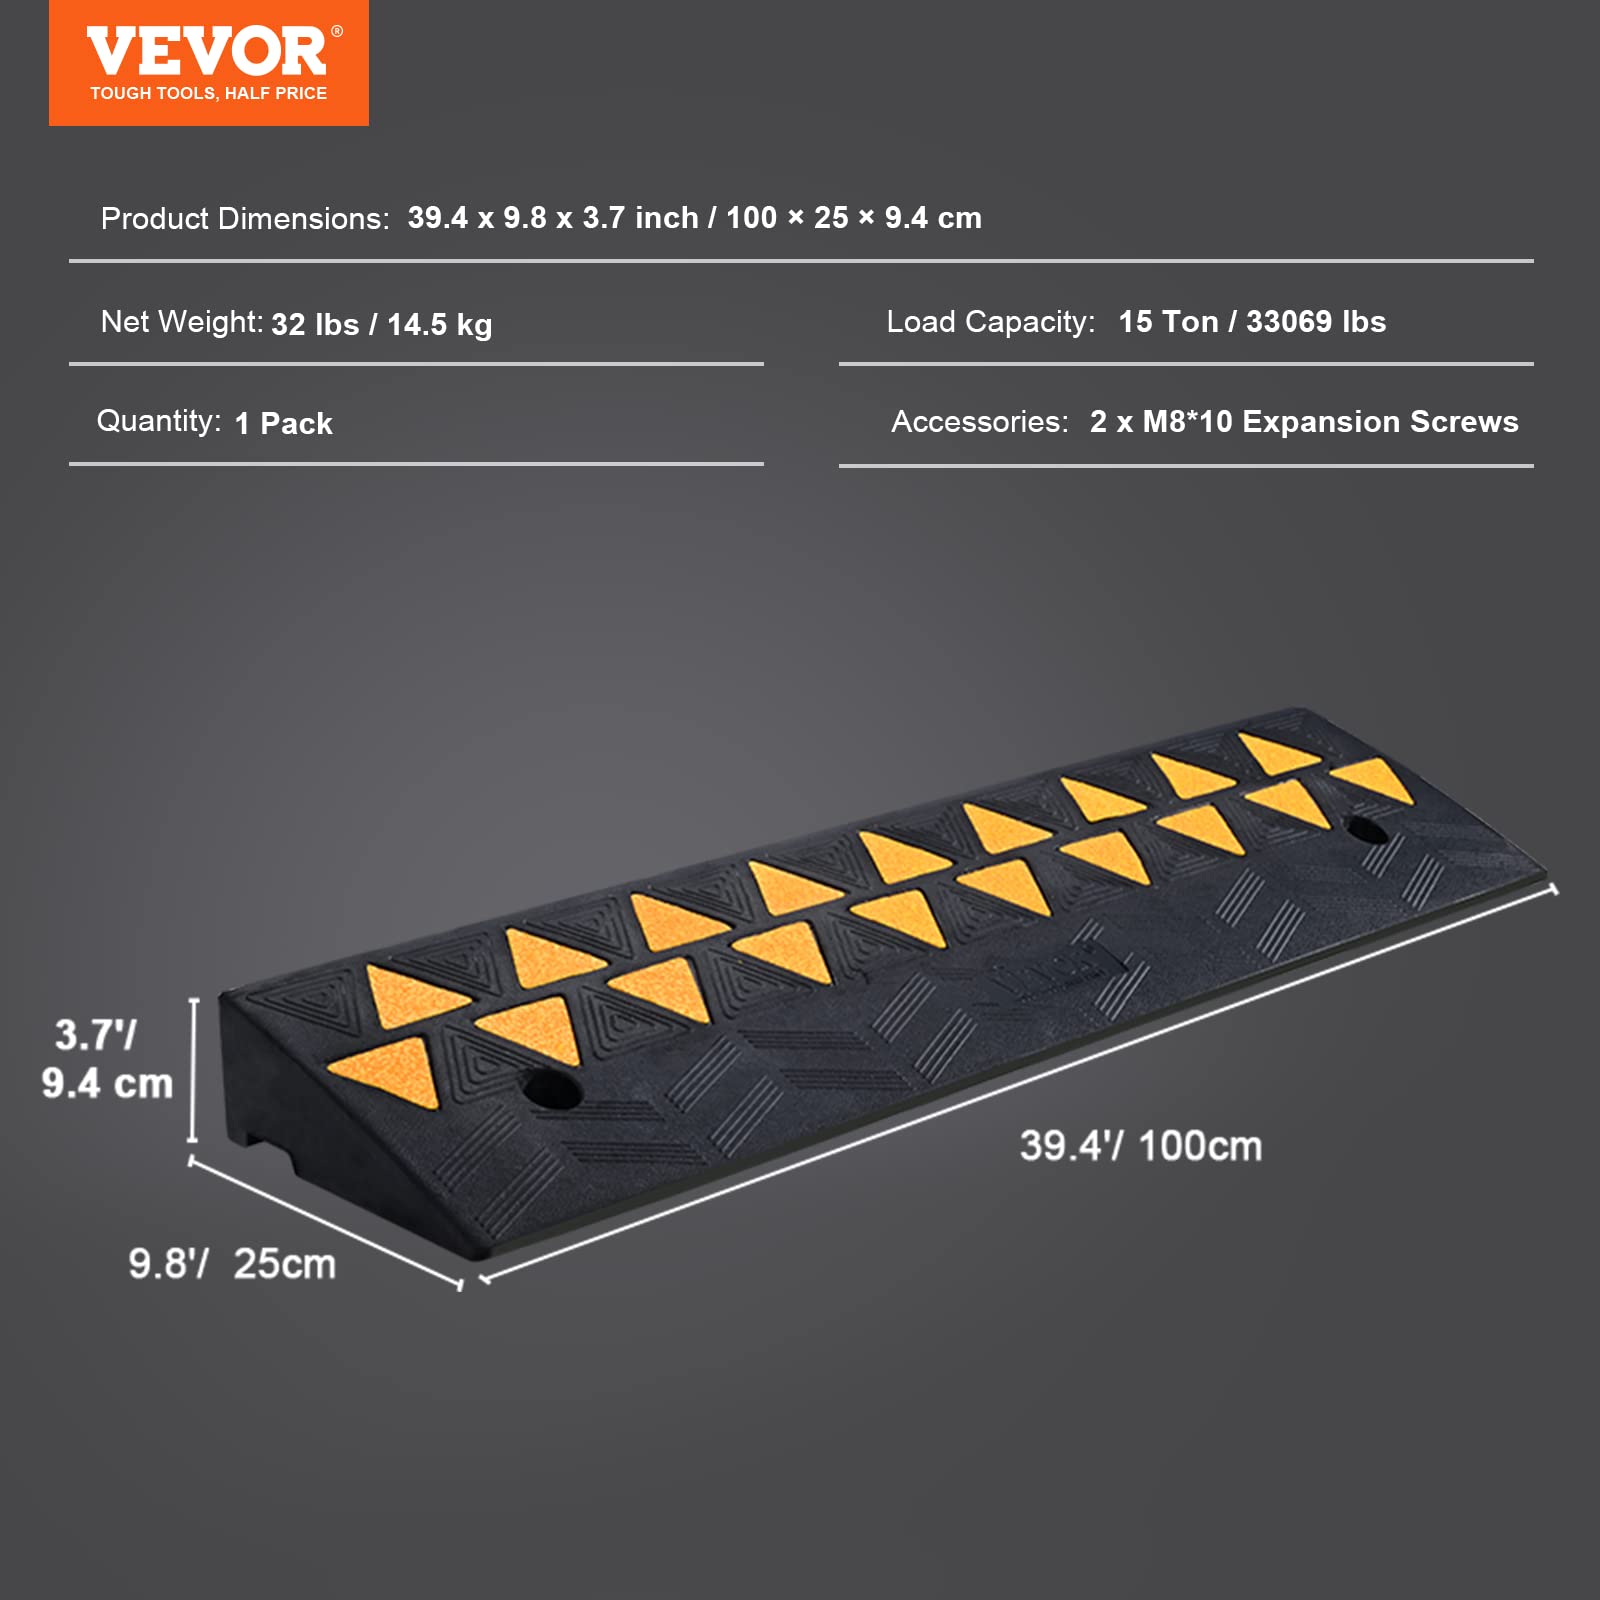 VEVOR®
TOUGH TOOLS, HALF PRICE
Product Dimensions: 39.4 x 9.8 x 3.7 inch / 100 × 25 × 9.4 cm
Net Weight: 32 lbs / 14.5 kg
Load Capacity: 15 Ton / 33069 lbs
Quantity: 1 Pack
Accessories: 2 x M8*10 Expansion Screws
3.7'/
9.4 cm
39.4'/ 100cm
9.8'/ 25cm